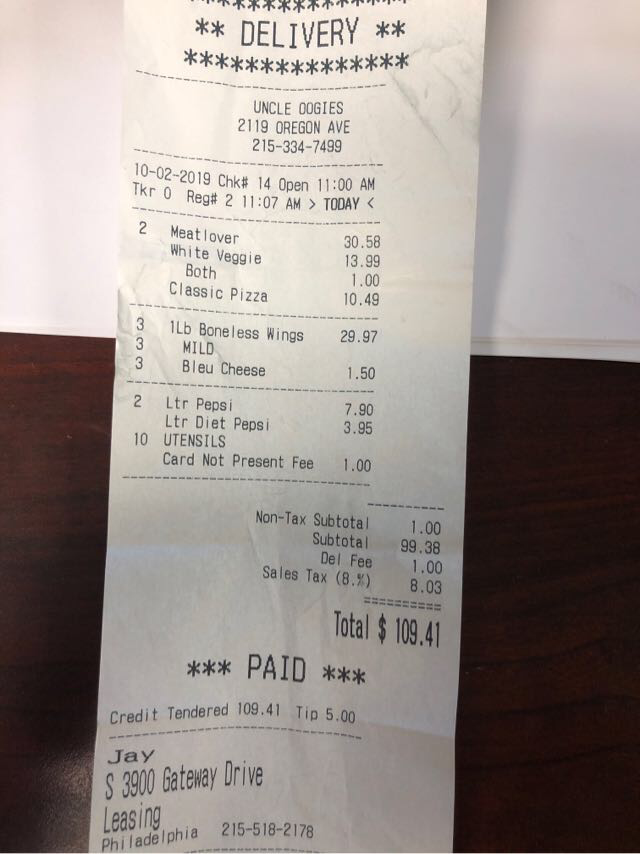 ** DELIVERY **
**************
UNCLE OOGIES
2119 OREGON AVE
215-334-7499
10-02-2019 Chk# 14 Open 11:00 AM
Tkr 0 Reg# 2 11:07 AM > TODAY <
2 Meatlover 30.58
White Veggie 13.99
Both 1.00
Classic Pizza 10.49
3 1Lb Boneless Wings 29.97
3 MILD
3 Bleu Cheese 1.50
2 Ltr Pepsi 7.90
Ltr Diet Pepsi 3.95
10 UTENSILS
Card Not Present Fee 1.00
Non-Tax Subtotal 1.00
Subtotal 99.38
Del Fee 1.00
Sales Tax (8.%) 8.03
Total $ 109.41
*** PAID ***
Credit Tendered 109.41 Tip 5.00
Jay
S 3900 Gateway Drive
Leasing
Philadelphia 215-518-2178